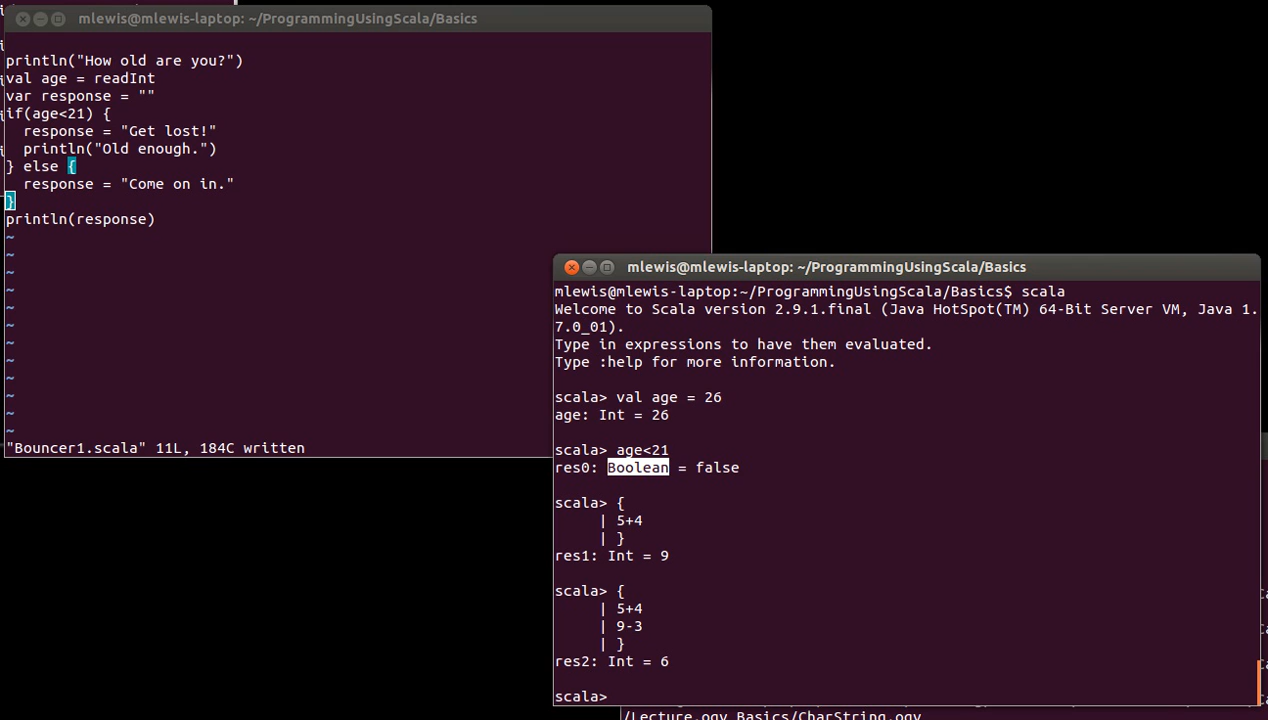 mlewis@mlewis-laptop: ~/ProgrammingUsingScala/Basics
println("How old are you?")
val age = readInt
var response = ""
if(age<21) {
  response = "Get lost!"
  println("Old enough.")
} else {
  response = "Come on in."
}
println(response)
~
~
~
~
~
~
~
~
~
~
~
~
"Bouncer1.scala" 11L, 184C written
mlewis@mlewis-laptop: ~/ProgrammingUsingScala/Basics
mlewis@mlewis-laptop:~/ProgrammingUsingScala/Basics$ scala
Welcome to Scala version 2.9.1.final (Java HotSpot(TM) 64-Bit Server VM, Java 1.
7.0_01).
Type in expressions to have them evaluated.
Type :help for more information.
scala> val age = 26
age: Int = 26
scala> age<21
res0: Boolean = false
scala> {
     | 5+4
     | }
res1: Int = 9
scala> {
     | 5+4
     | 9-3
     | }
res2: Int = 6
scala>
/Lecture.ogv Basics/CharString.ogv